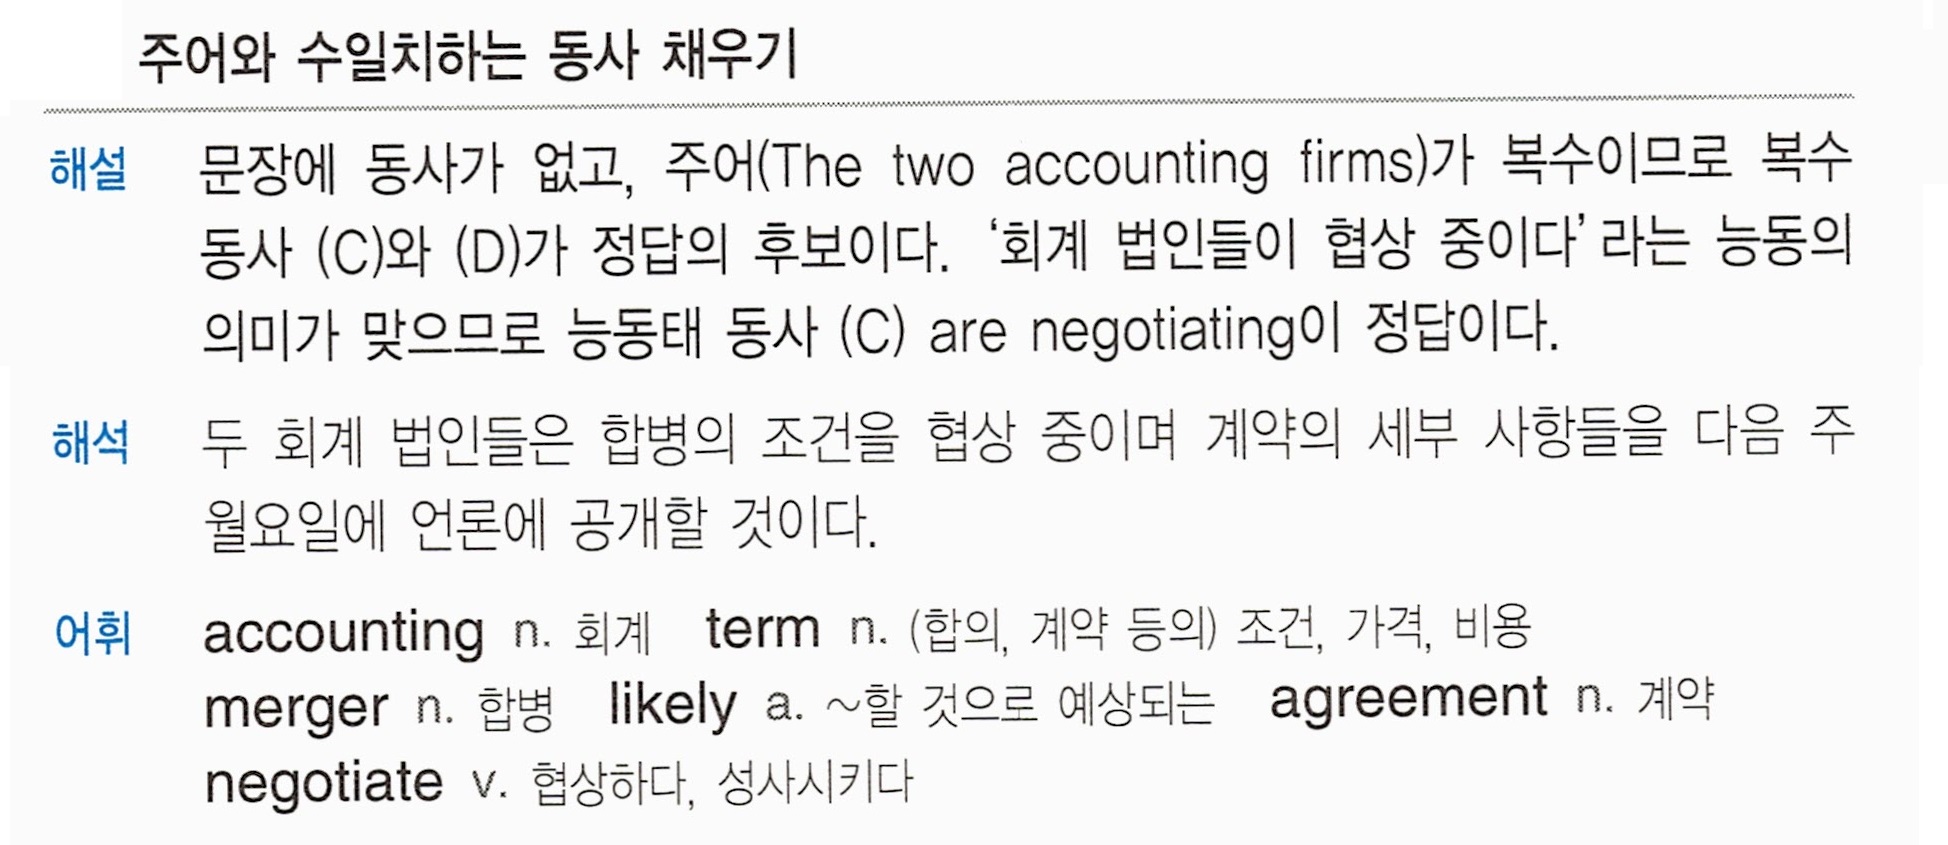 주어와 수일치하는 동사 채우기
해설 문장에 동사가 없고, 주어(The two accounting firms)가 복수이므로 복수
동사 (C)와 (D)가 정답의 후보이다. ‘회계 법인들이 협상 중이다’라는 능동의
의미가 맞으므로 능동태 동사 (C) are negotiating이 정답이다.
해석 두 회계 법인들은 합병의 조건을 협상 중이며 계약의 세부 사항들을 다음 주
월요일에 언론에 공개할 것이다.
어휘 accounting n. 회계 term n. (합의, 계약 등의) 조건, 가격, 비용
merger n. 합병 likely a. ~할 것으로 예상되는 agreement n. 계약
negotiate v. 협상하다, 성사시키다